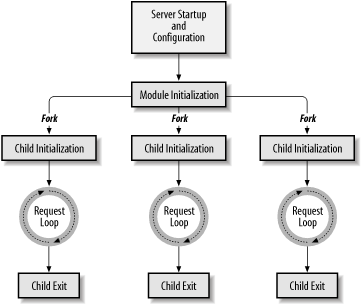 Server Startup
and
Configuration
Module Initialization
Fork
Fork
Fork
Child Initialization
Child Initialization
Child Initialization
Request
Loop
Request
Loop
Request
Loop
Child Exit
Child Exit
Child Exit